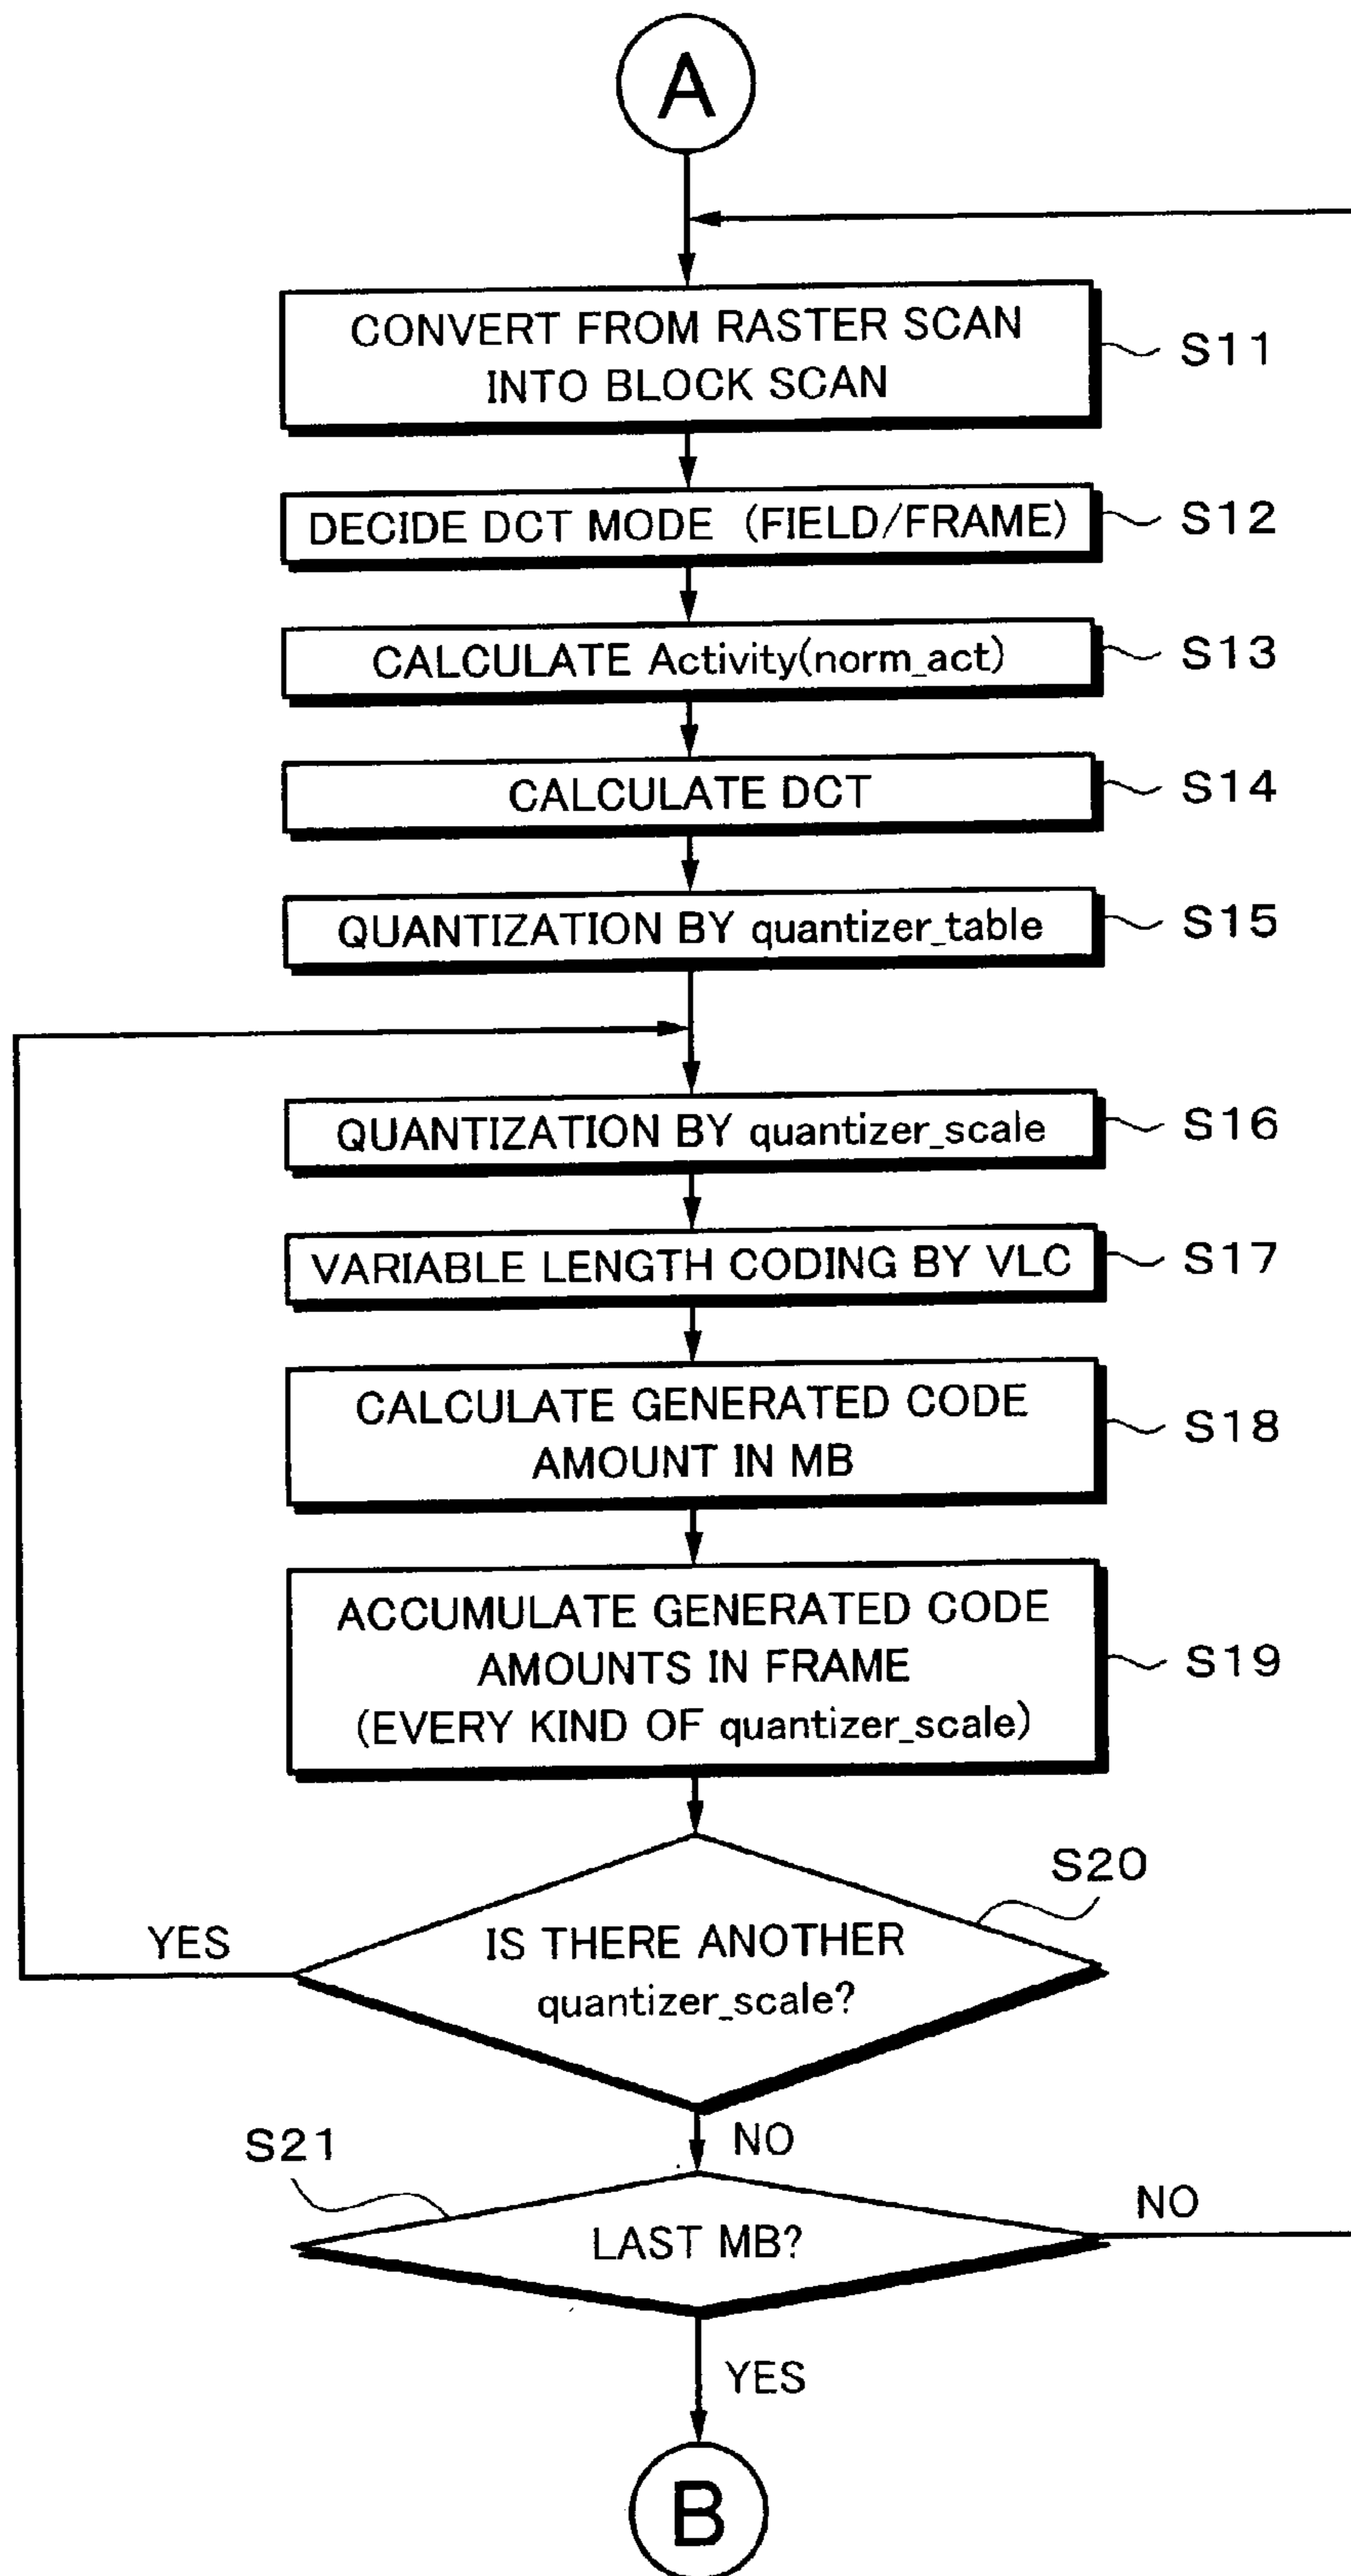 A
CONVERT FROM RASTER SCAN
INTO BLOCK SCAN
S11
DECIDE DCT MODE (FIELD/FRAME)
S12
CALCULATE Activity(norm_act)
S13
CALCULATE DCT
S14
QUANTIZATION BY quantizer_table
S15
QUANTIZATION BY quantizer_scale
S16
VARIABLE LENGTH CODING BY VLC
S17
CALCULATE GENERATED CODE
AMOUNT IN MB
S18
ACCUMULATE GENERATED CODE
AMOUNTS IN FRAME
(EVERY KIND OF quantizer_scale)
S19
S20
YES
IS THERE ANOTHER
quantizer_scale?
NO
S21
LAST MB?
NO
YES
B